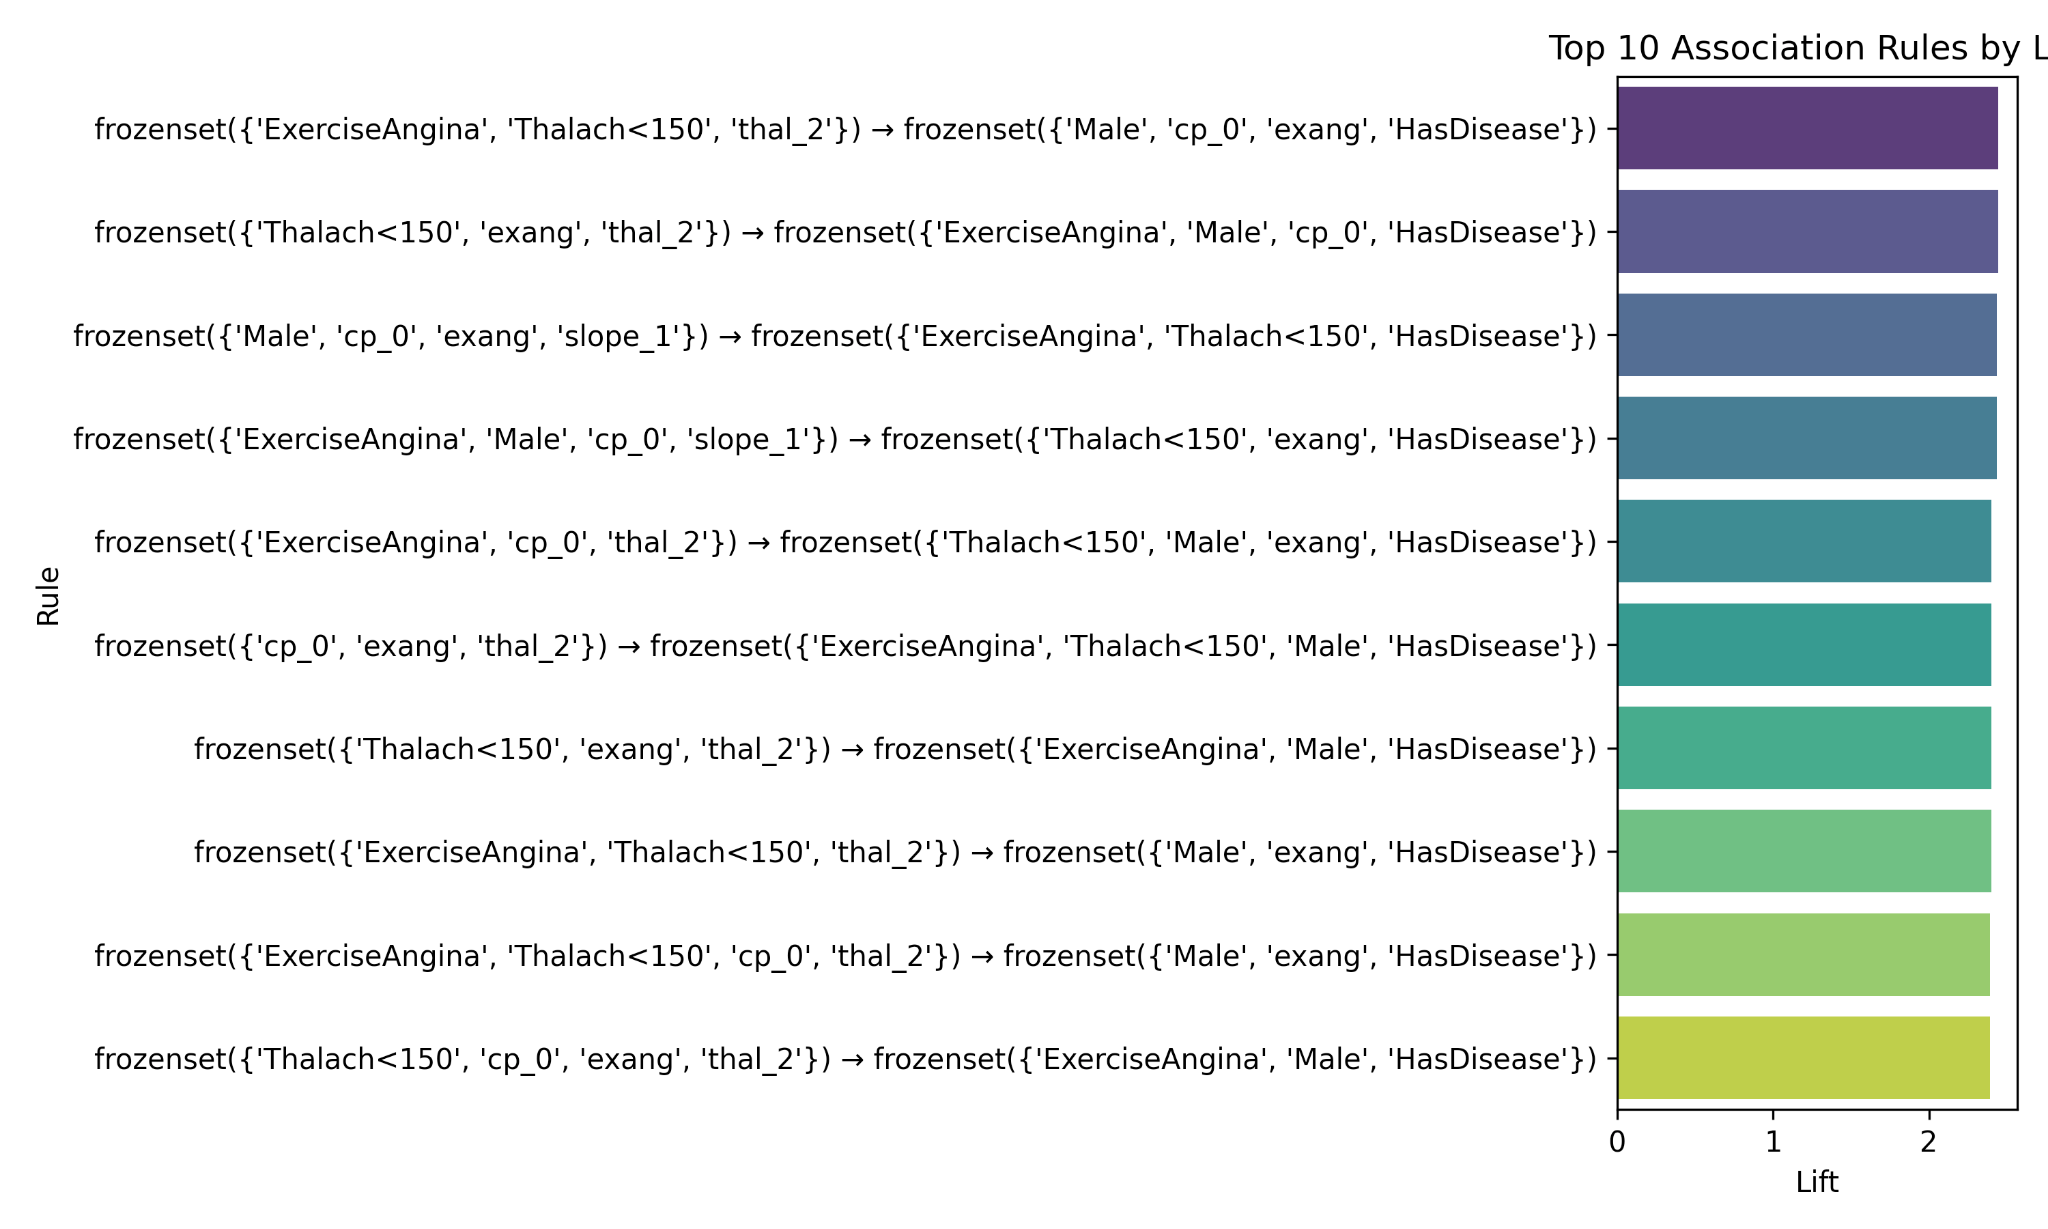 Top 10 Association Rules by L
frozenset({'ExerciseAngina', 'Thalach<150', 'thal_2'}) → frozenset({'Male', 'cp_0', 'exang', 'HasDisease'})
frozenset({'Thalach<150', 'exang', 'thal_2'}) → frozenset({'ExerciseAngina', 'Male', 'cp_0', 'HasDisease'})
frozenset({'Male', 'cp_0', 'exang', 'slope_1'}) → frozenset({'ExerciseAngina', 'Thalach<150', 'HasDisease'})
frozenset({'ExerciseAngina', 'Male', 'cp_0', 'slope_1'}) → frozenset({'Thalach<150', 'exang', 'HasDisease'})
frozenset({'ExerciseAngina', 'cp_0', 'thal_2'}) → frozenset({'Thalach<150', 'Male', 'exang', 'HasDisease'})
Rule
frozenset({'cp_0', 'exang', 'thal_2'}) → frozenset({'ExerciseAngina', 'Thalach<150', 'Male', 'HasDisease'})
frozenset({'Thalach<150', 'exang', 'thal_2'}) → frozenset({'ExerciseAngina', 'Male', 'HasDisease'})
frozenset({'ExerciseAngina', 'Thalach<150', 'thal_2'}) → frozenset({'Male', 'exang', 'HasDisease'})
frozenset({'ExerciseAngina', 'Thalach<150', 'cp_0', 'thal_2'}) → frozenset({'Male', 'exang', 'HasDisease'})
frozenset({'Thalach<150', 'cp_0', 'exang', 'thal_2'}) → frozenset({'ExerciseAngina', 'Male', 'HasDisease'})
0 1 2
Lift